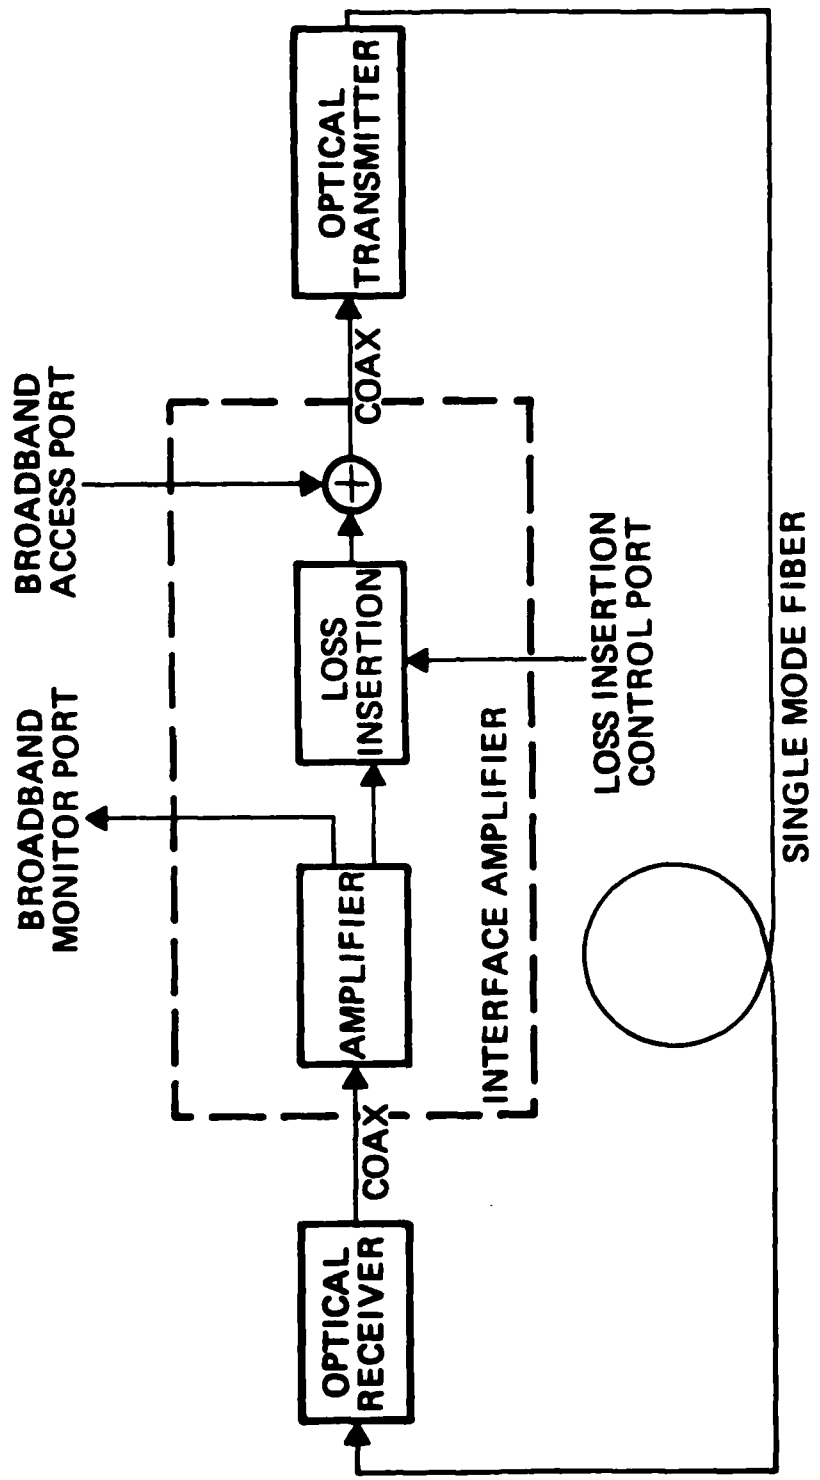 BROADBAND
MONITOR PORT
BROADBAND
ACCESS PORT
OPTICAL
RECEIVER
COAX
AMPLIFIER
LOSS
INSERTION
COAX
OPTICAL
TRANSMITTER
INTERFACE AMPLIFIER
LOSS INSERTION
CONTROL PORT
SINGLE MODE FIBER